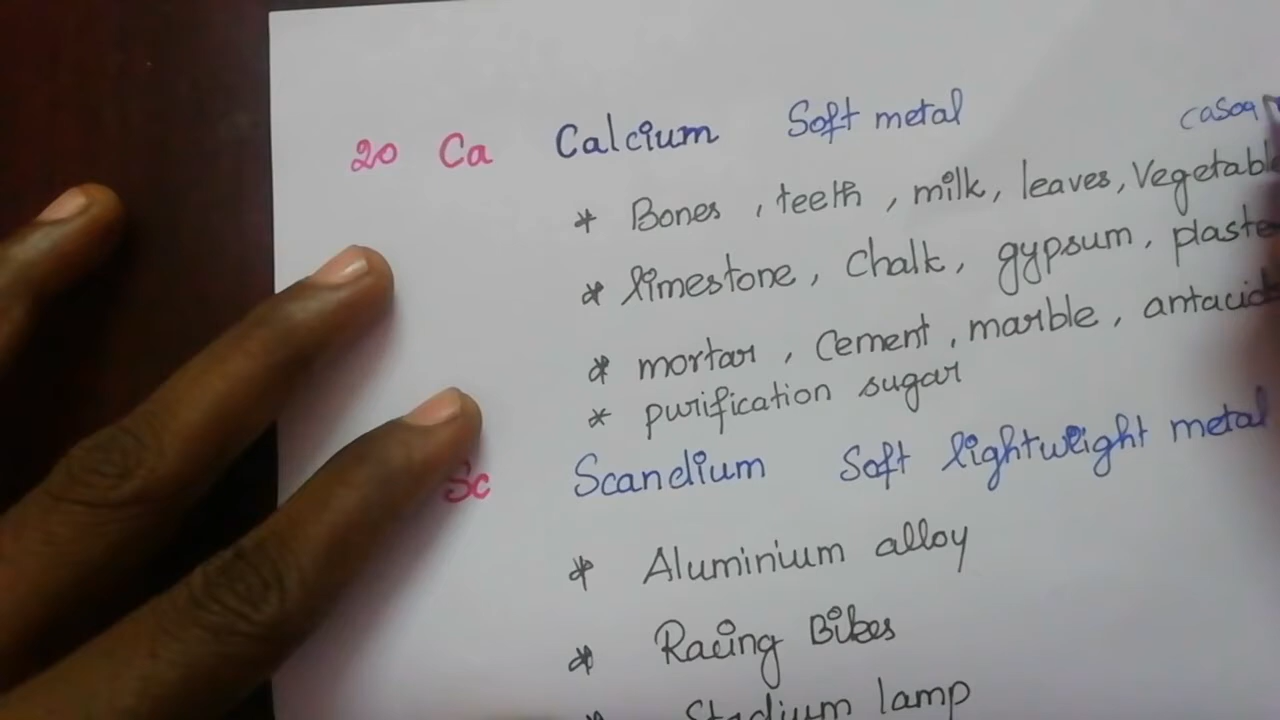 20 Ca Calcium Soft metal
* Bones , teeth , milk, leaves, Vegetabl
* limestone, Chalk, gypsum, plaste
* mortar , Cement , marble, antacid
* purification sugar
Sc Scandium Soft lightweight metal
* Aluminium alloy
* Racing Bikes
* Stadium lamp